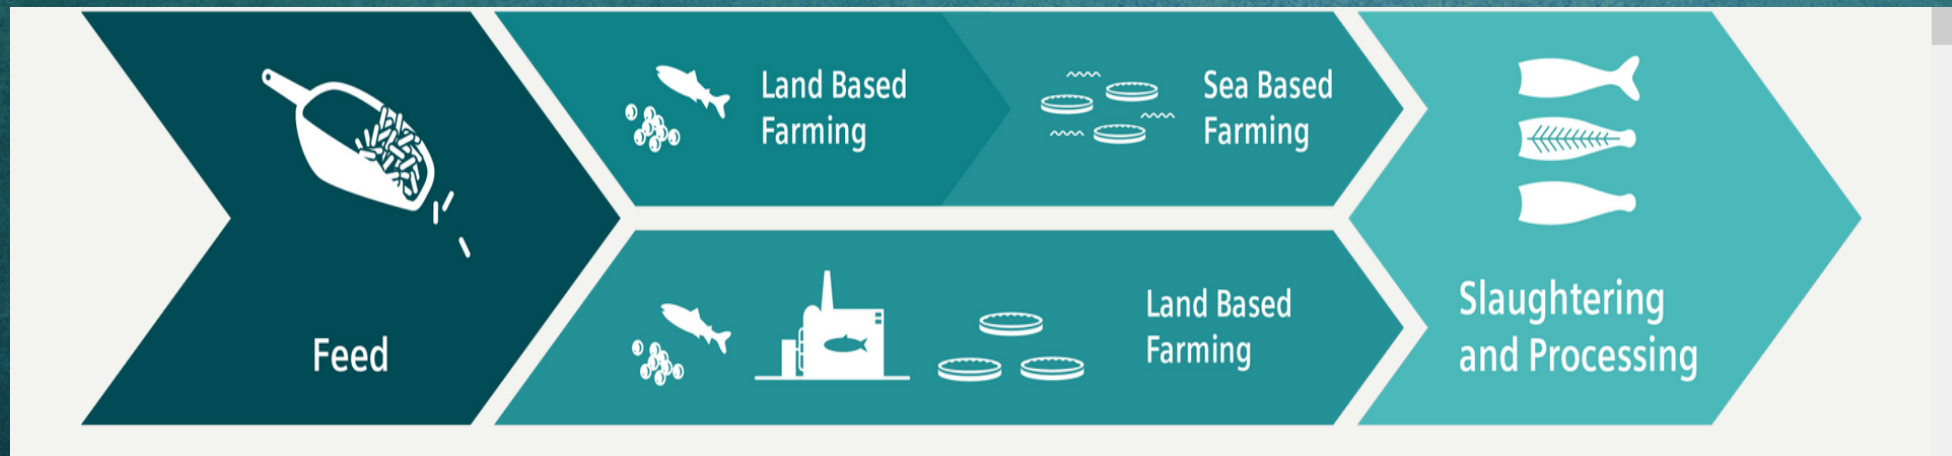 Feed
Land Based
Farming
Sea Based
Farming
Land Based
Farming
Slaughtering
and Processing